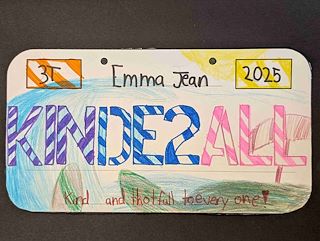 3T Emma Jean 2025
KINDE2ALL
Kind and thotfull to every one!